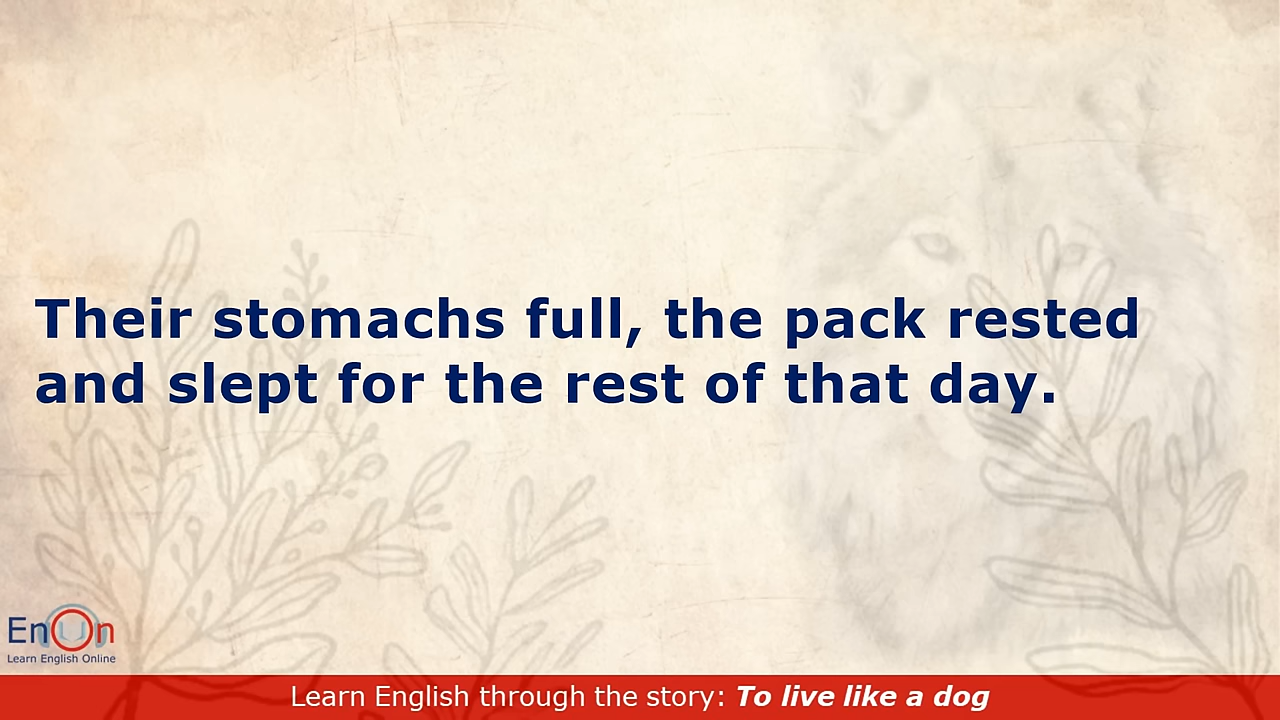 Their stomachs full, the pack rested
and slept for the rest of that day.
EnOn
Learn English Online
Learn English through the story: To live like a dog